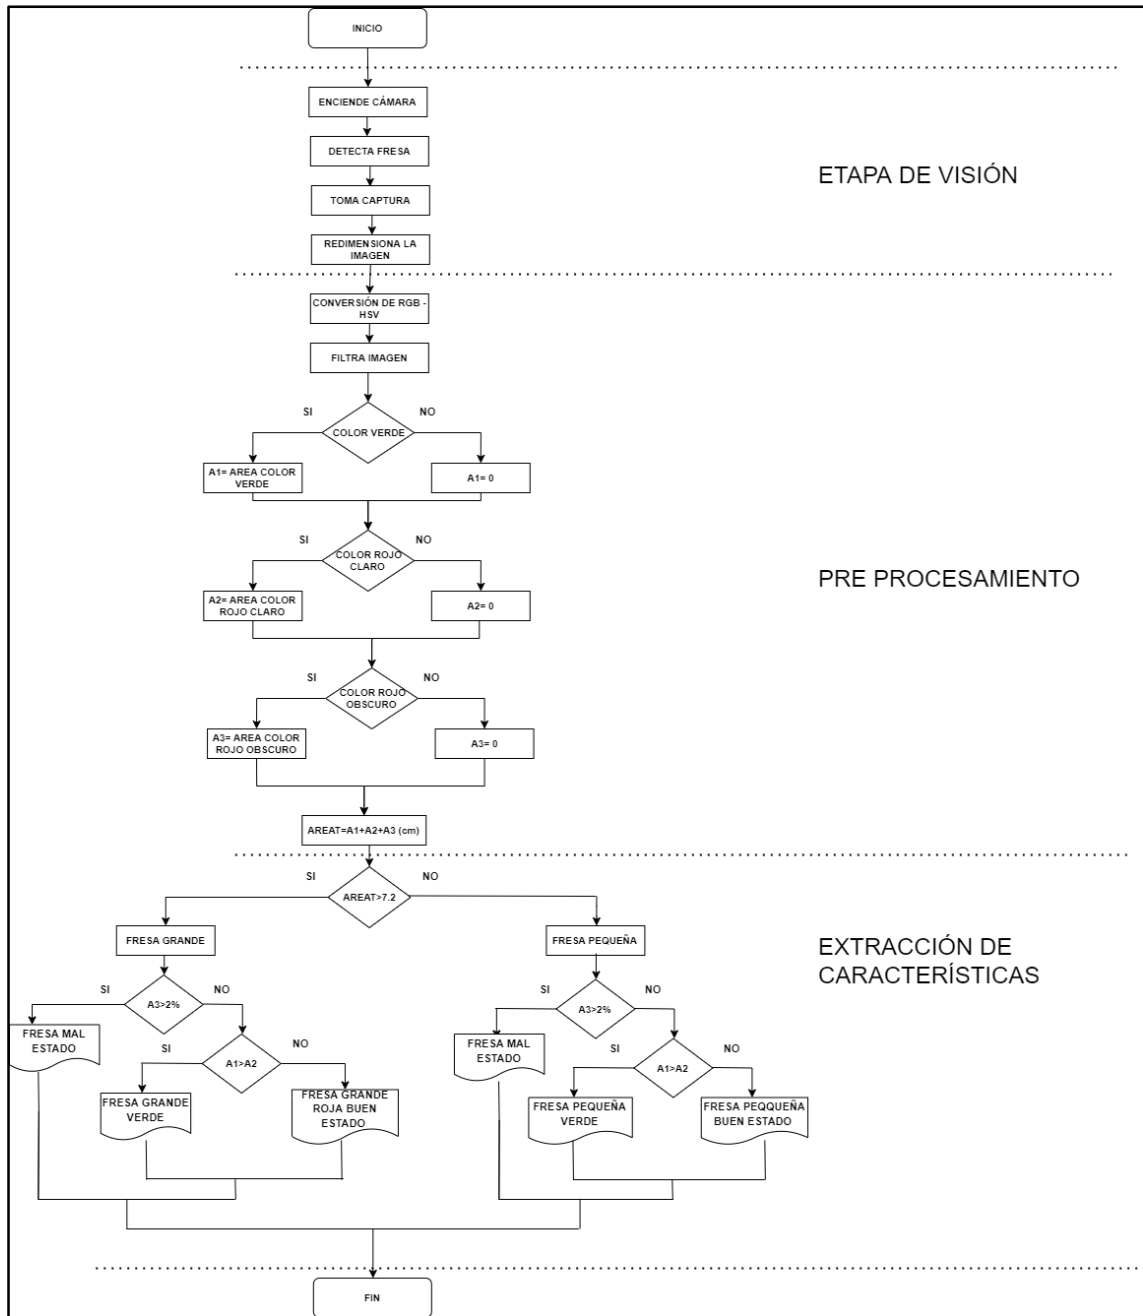 INICIO
ENCIENDE CÁMARA
DETECTA FRESA
ETAPA DE VISIÓN
TOMA CAPTURA
REDIMENSIONA LA
IMAGEN
CONVERSIÓN DE RGB -
HSV
FILTRA IMAGEN
SI
NO
COLOR VERDE
A1= AREA COLOR
VERDE
A1= 0
SI
NO
COLOR ROJO
CLARO
PRE PROCESAMIENTO
A2= AREA COLOR
ROJO CLARO
A2= 0
SI
NO
COLOR ROJO
OBSCURO
A3= AREA COLOR
ROJO OBSCURO
A3= 0
AREAT=A1+A2+A3 (cm)
SI
NO
AREAT>7.2
FRESA GRANDE
FRESA PEQUEÑA
EXTRACCIÓN DE
CARACTERÍSTICAS
SI
NO
A3>2%
SI
NO
A3>2%
FRESA MAL
ESTADO
FRESA MAL
ESTADO
SI
NO
A1>A2
SI
NO
A1>A2
FRESA GRANDE
VERDE
FRESA GRANDE
ROJA BUEN
ESTADO
FRESA PEQUEÑA
VERDE
FRESA PEQQUEÑA
BUEN ESTADO
FIN